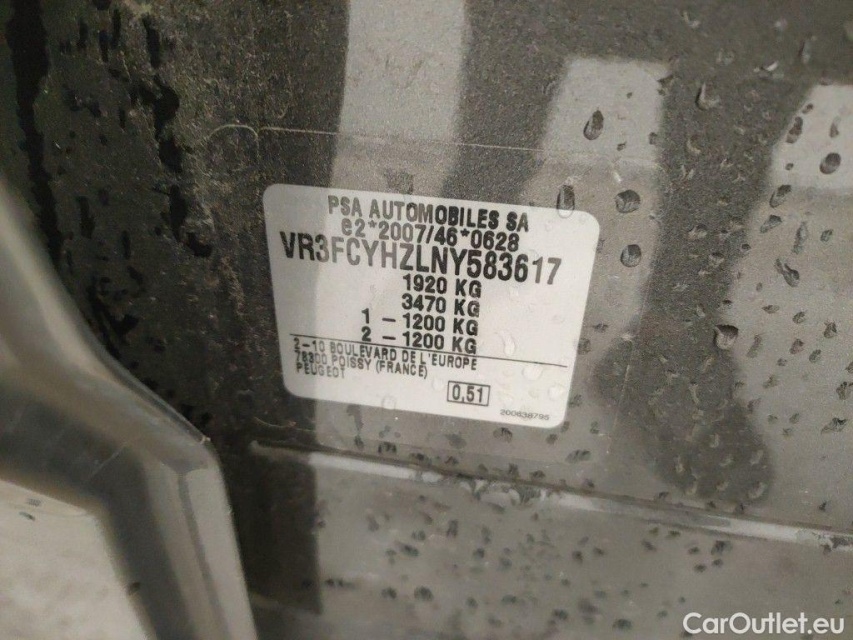 PSA AUTOMOBILES SA
e2*2007/46*0628
VR3FCYHZLNY583617
1920 KG
3470 KG
1 - 1200 KG
2 - 1200 KG
2-10 BOULEVARD DE L'EUROPE
78300 POISSY (FRANCE)
PEUGEOT
0,51
200638795
CarOutlet.eu